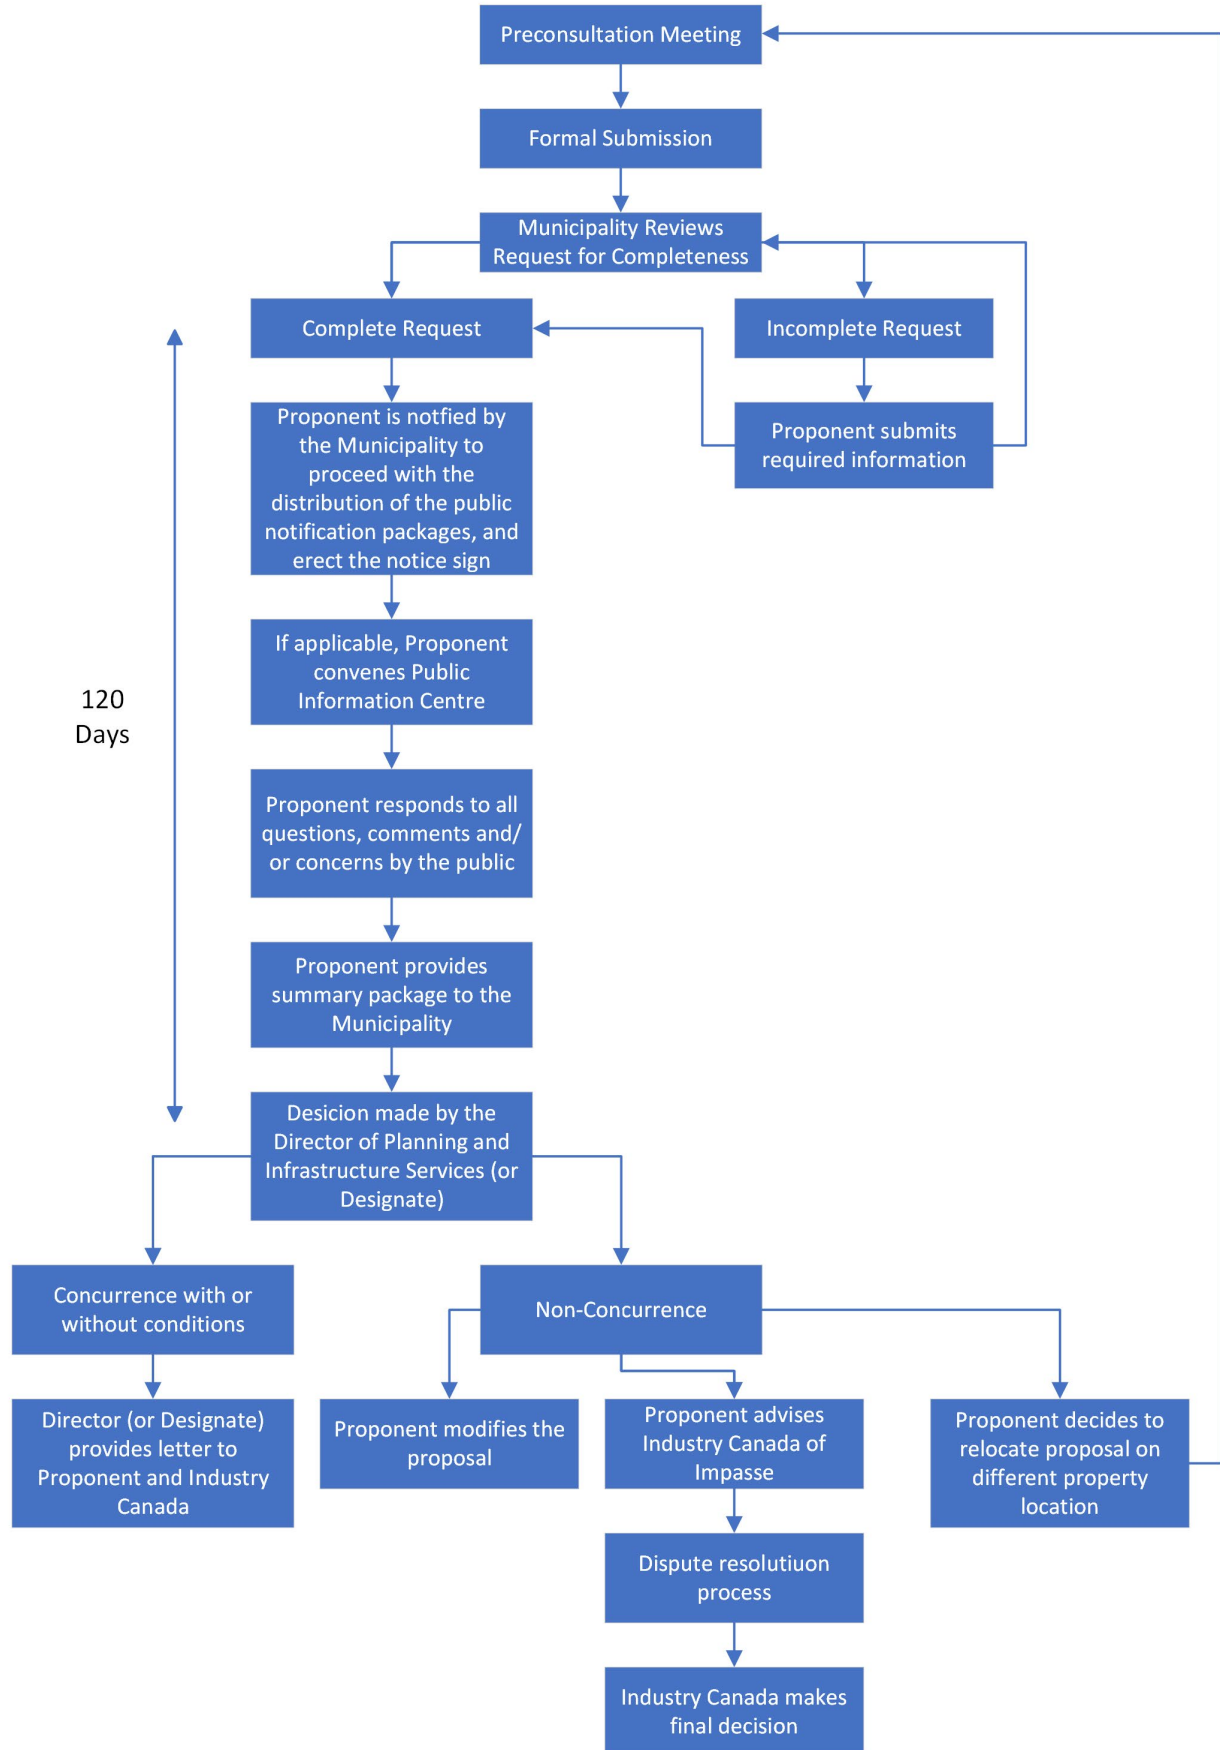 Preconsultation Meeting
Formal Submission
Municipality Reviews
Request for Completeness
Complete Request
Incomplete Request
Proponent is notfied by
the Municipality to
proceed with the
distribution of the public
notification packages, and
erect the notice sign
Proponent submits
required information
If applicable, Proponent
convenes Public
Information Centre
120
Days
Proponent responds to all
questions, comments and/
or concerns by the public
Proponent provides
summary package to the
Municipality
Desicion made by the
Director of Planning and
Infrastructure Services (or
Designate)
Concurrence with or
without conditions
Non-Concurrence
Director (or Designate)
provides letter to
Proponent and Industry
Canada
Proponent modifies the
proposal
Proponent advises
Industry Canada of
Impasse
Proponent decides to
relocate proposal on
different property
location
Dispute resolutiuon
process
Industry Canada makes
final decision